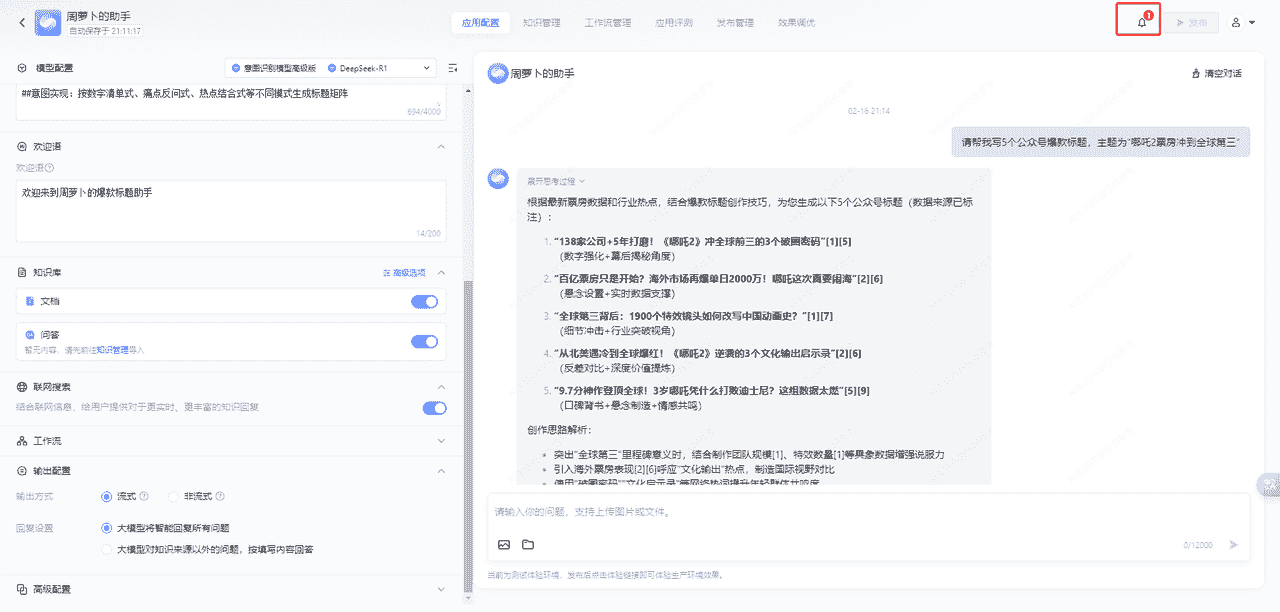 周萝卜的助手
自动保存于 21:11:17
应用配置
知识管理
工作流管理
应用评测
发布管理
效果调优
1
发布
模型配置
意图识别模型高级版
DeepSeek-R1
##意图实现：按数字清单式、痛点反问式、热点结合式等不同模式生成标题矩阵
694/4000
欢迎语
欢迎语
欢迎来到周萝卜的爆款标题助手
14/200
知识库
高级选项
文档
问答
暂无内容，请先前往知识管理导入
联网搜索
结合联网信息，给用户提供对于更实时、更丰富的知识回复
工作流
输出配置
输出方式
流式
非流式
回复设置
大模型将智能回复所有问题
大模型对知识来源以外的问题，按填写内容回答
高级配置
周萝卜的助手
清空对话
02-16 21:14
请帮我写5个公众号爆款标题，主题为“哪吒2票房冲到全球第三”
展开思考过程
根据最新票房数据和行业热点，结合爆款标题创作技巧，为您生成以下5个公众号标题（数据来源已标
注）：
1. “138家公司+5年打磨！《哪吒2》冲全球前三的3个破圈密码”[1][5]
（数字强化+幕后揭秘角度）
2. “百亿票房只是开始？海外市场再爆单日2000万！哪吒这次真要闹海”[2][6]
（悬念设置+实时数据支撑）
3. “全球第三背后：1900个特效镜头如何改写中国动画史？”[1][7]
（细节冲击+行业突破视角）
4. “从北美遇冷到全球爆红！《哪吒2》逆袭的3个文化输出启示录”[2][6]
（反差对比+深度价值提炼）
5. “9.7分神作登顶全球！3岁哪吒凭什么打败迪士尼？这组数据太燃”[5][9]
（口碑背书+悬念制造+情感共鸣）
创作思路解析：
突出“全球第三”里程碑意义时，结合制作团队规模[1]、特效数量[1]等具象数据增强说服力
引入海外票房表现[2][6]呼应“文化输出”热点，制造国际视野对比
使用“破圈密码”“文化启示录”等网络热词提升年轻群体共鸣度
请输入你的问题，支持上传图片或文件。
0/12000
当前为测试体验环境，发布后点击体验链接即可体验生产环境效果。